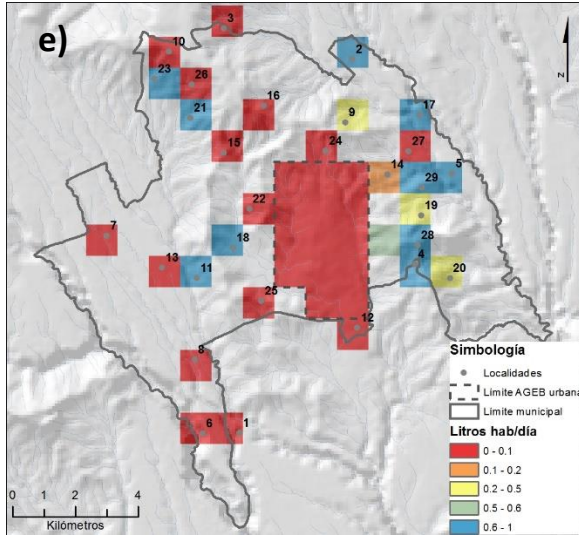 e)
3
10
2
z
23
26
21
16
9
17
15
24
27
14
5
29
22
19
7
18
28
13
11
4
20
25
12
8
6
1
Simbología
Localidades
Límite AGEB urbana
Límite municipal
Litros hab/día
0 - 0.1
0.1 - 0.2
0.2 - 0.5
0.5 - 0.6
0.6 - 1
0 1 2 4
Kilómetros